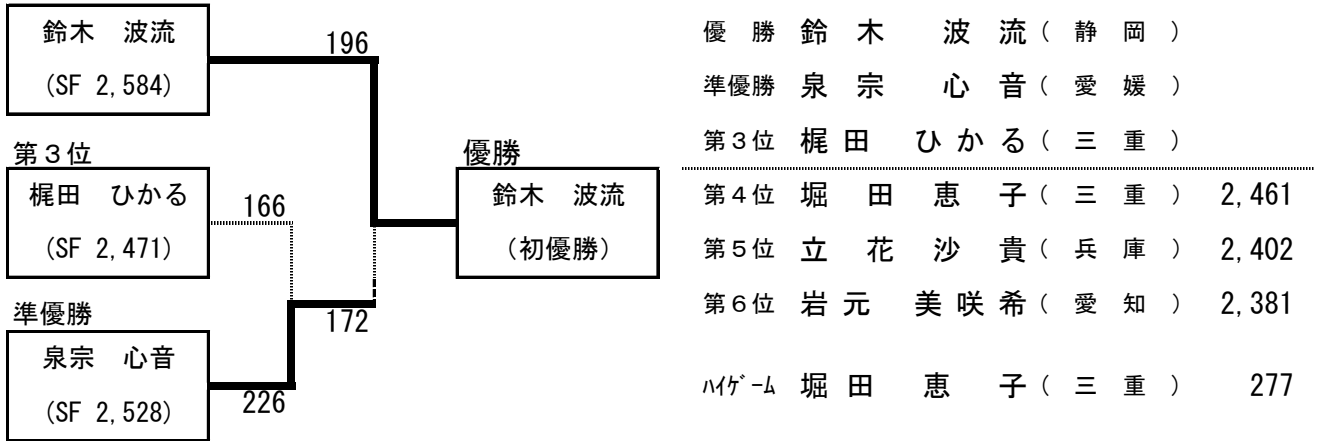 鈴木 波流
(SF 2,584)
196
第3位
梶田 ひかる
(SF 2,471)
166
準優勝
泉宗 心音
(SF 2,528)
226
172
優勝
鈴木 波流
(初優勝)
優 勝 鈴木 波流 ( 静 岡 )
準優勝 泉宗 心音 ( 愛 媛 )
第3位 梶田 ひかる ( 三 重 )
第4位 堀田 恵子 ( 三 重 ) 2,461
第5位 立花 沙貴 ( 兵 庫 ) 2,402
第6位 岩元 美咲希 ( 愛 知 ) 2,381
ハイゲーム 堀田 恵子 ( 三 重 ) 277